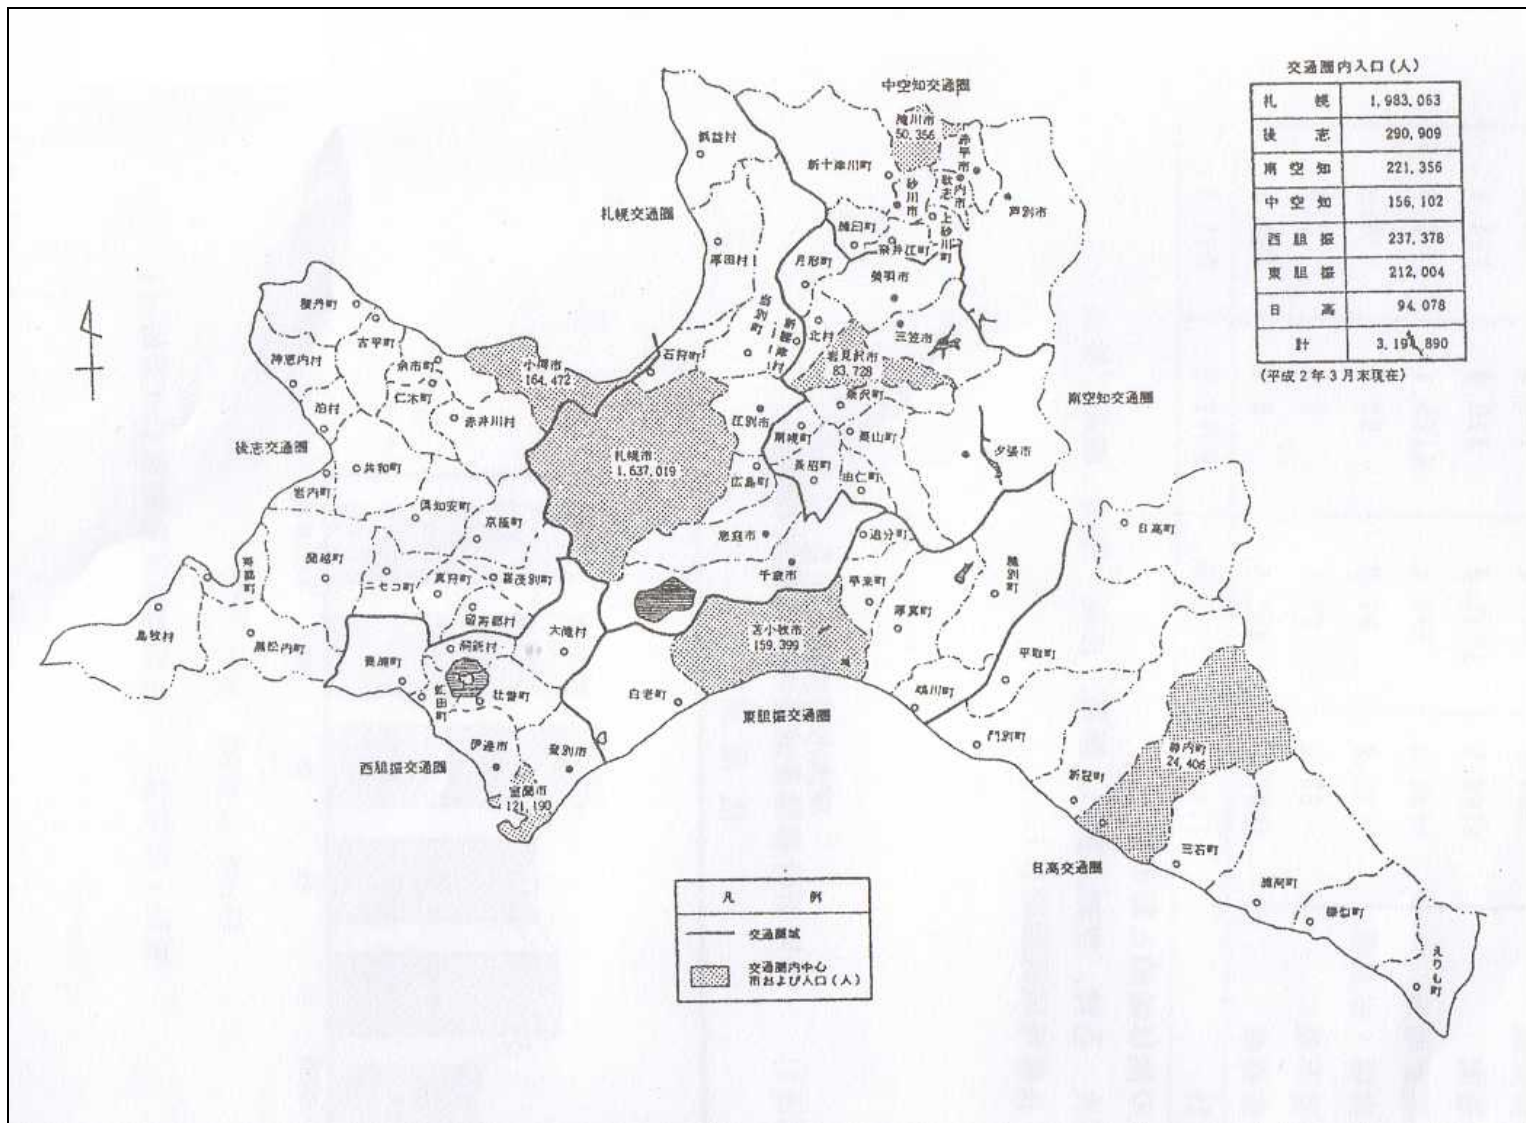 交通圏内人口(人)
札幌 1,983,063
後志 290,909
南空知 221,356
中空知 156,102
西胆振 237,378
東胆振 212,004
日高 94,078
計
(平成2年3月末現在)
中空知交通圏
滝川市
50,356
浜益村
新十津川町
赤平市
砂川市
歌志内市
芦別市
札幌交通圏
上砂川町
浦臼町
奈井江町
厚田村
月形町
美唄市
積丹町
当別町
新篠津村
北村
三笠市
古平町
神恵内村
余市町
小樽市
164,472
石狩町
岩見沢市
83,728
仁木町
泊村
赤井川村
栗沢町
南空知交通圏
江別市
南幌町
栗山町
後志交通圏
札幌市
1,637,019
夕張市
共和町
長沼町
岩内町
広島町
由仁町
倶知安町
京極町
日高町
恵庭市
追分町
蘭越町
寿都町
ニセコ町
真狩町
喜茂別町
千歳市
早来町
穂別町
留寿都村
厚真町
島牧村
黒松内町
大滝村
苫小牧市
159,399
洞爺村
豊浦町
平取町
虻田町
壮瞥町
白老町
鵡川町
東胆振交通圏
伊達市
登別市
門別町
静内町
24,406
西胆振交通圏
新冠町
室蘭市
121,190
三石町
日高交通圏
浦河町
様似町
えりも町
凡例
交通圏域
交通圏内中心
市および人口(人)